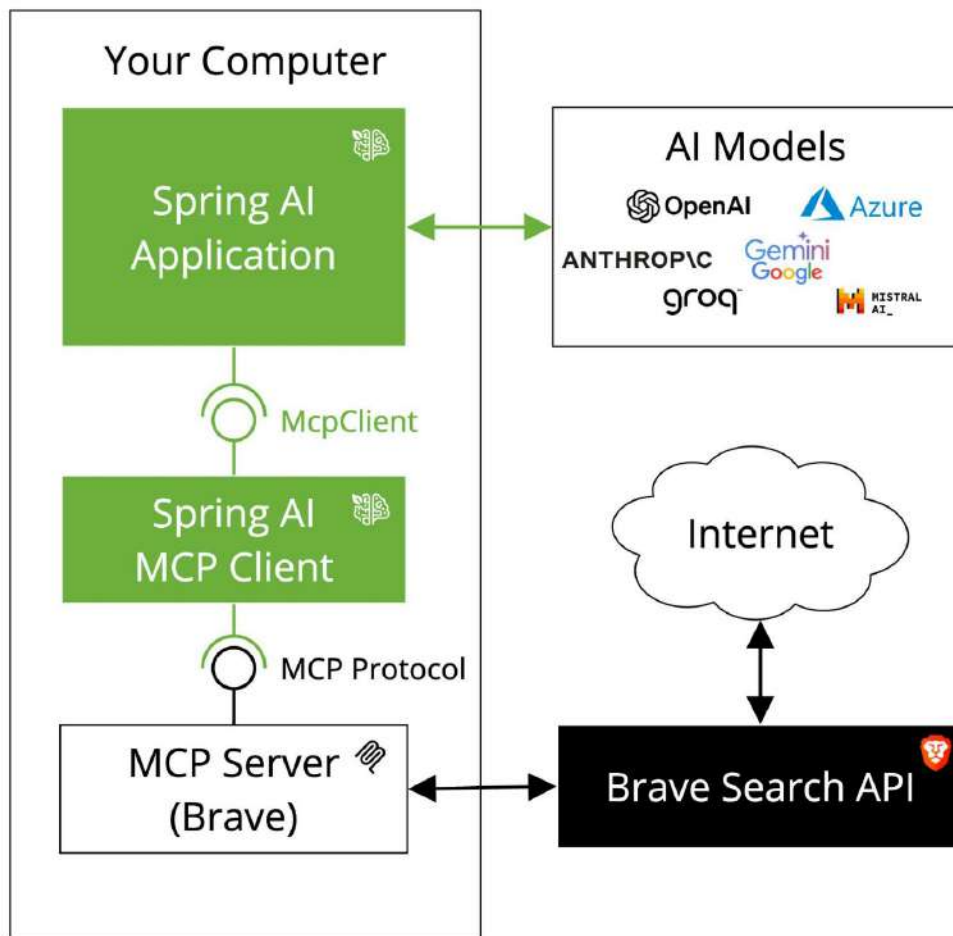 Your Computer
Spring AI
Application
McpClient
Spring AI
MCP Client
MCP Protocol
MCP Server
(Brave)
AI Models
OpenAI
Azure
ANTHROP\C
Gemini
Google
groq
MISTRAL
AI_
Internet
Brave Search API